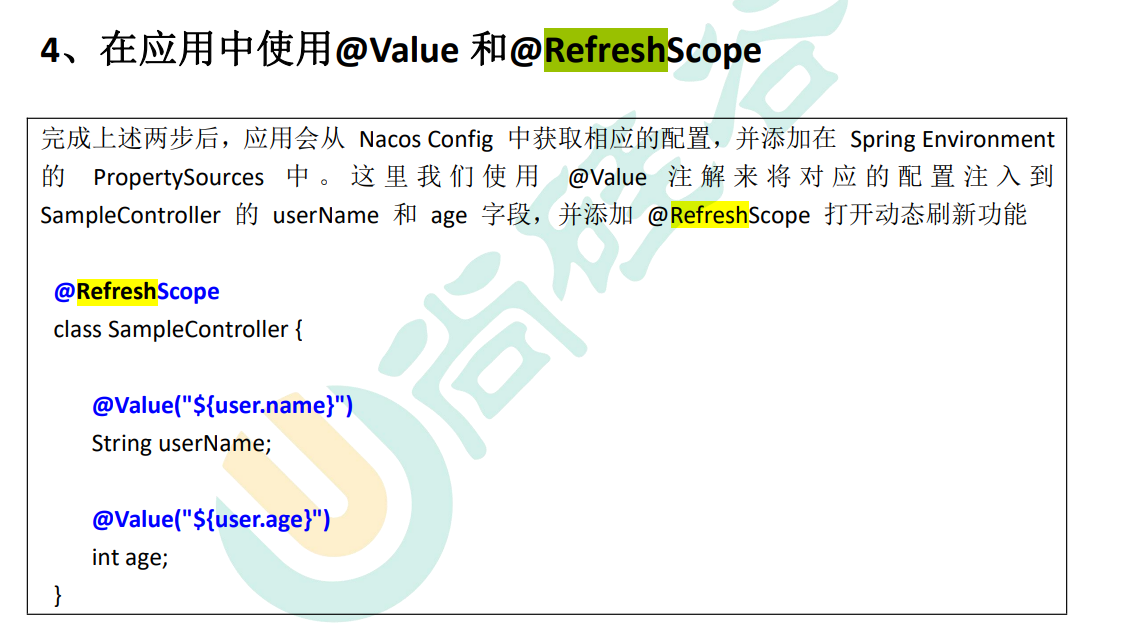 4、在应用中使用@Value 和@RefreshScope
完成上述两步后，应用会从 Nacos Config 中获取相应的配置，并添加在 Spring Environment
的 PropertySources 中。这里我们使用 @Value 注解来将对应的配置注入到
SampleController 的 userName 和 age 字段，并添加 @RefreshScope 打开动态刷新功能
@RefreshScope
class SampleController {
@Value("${user.name}")
String userName;
@Value("${user.age}")
int age;
}
尚硅谷